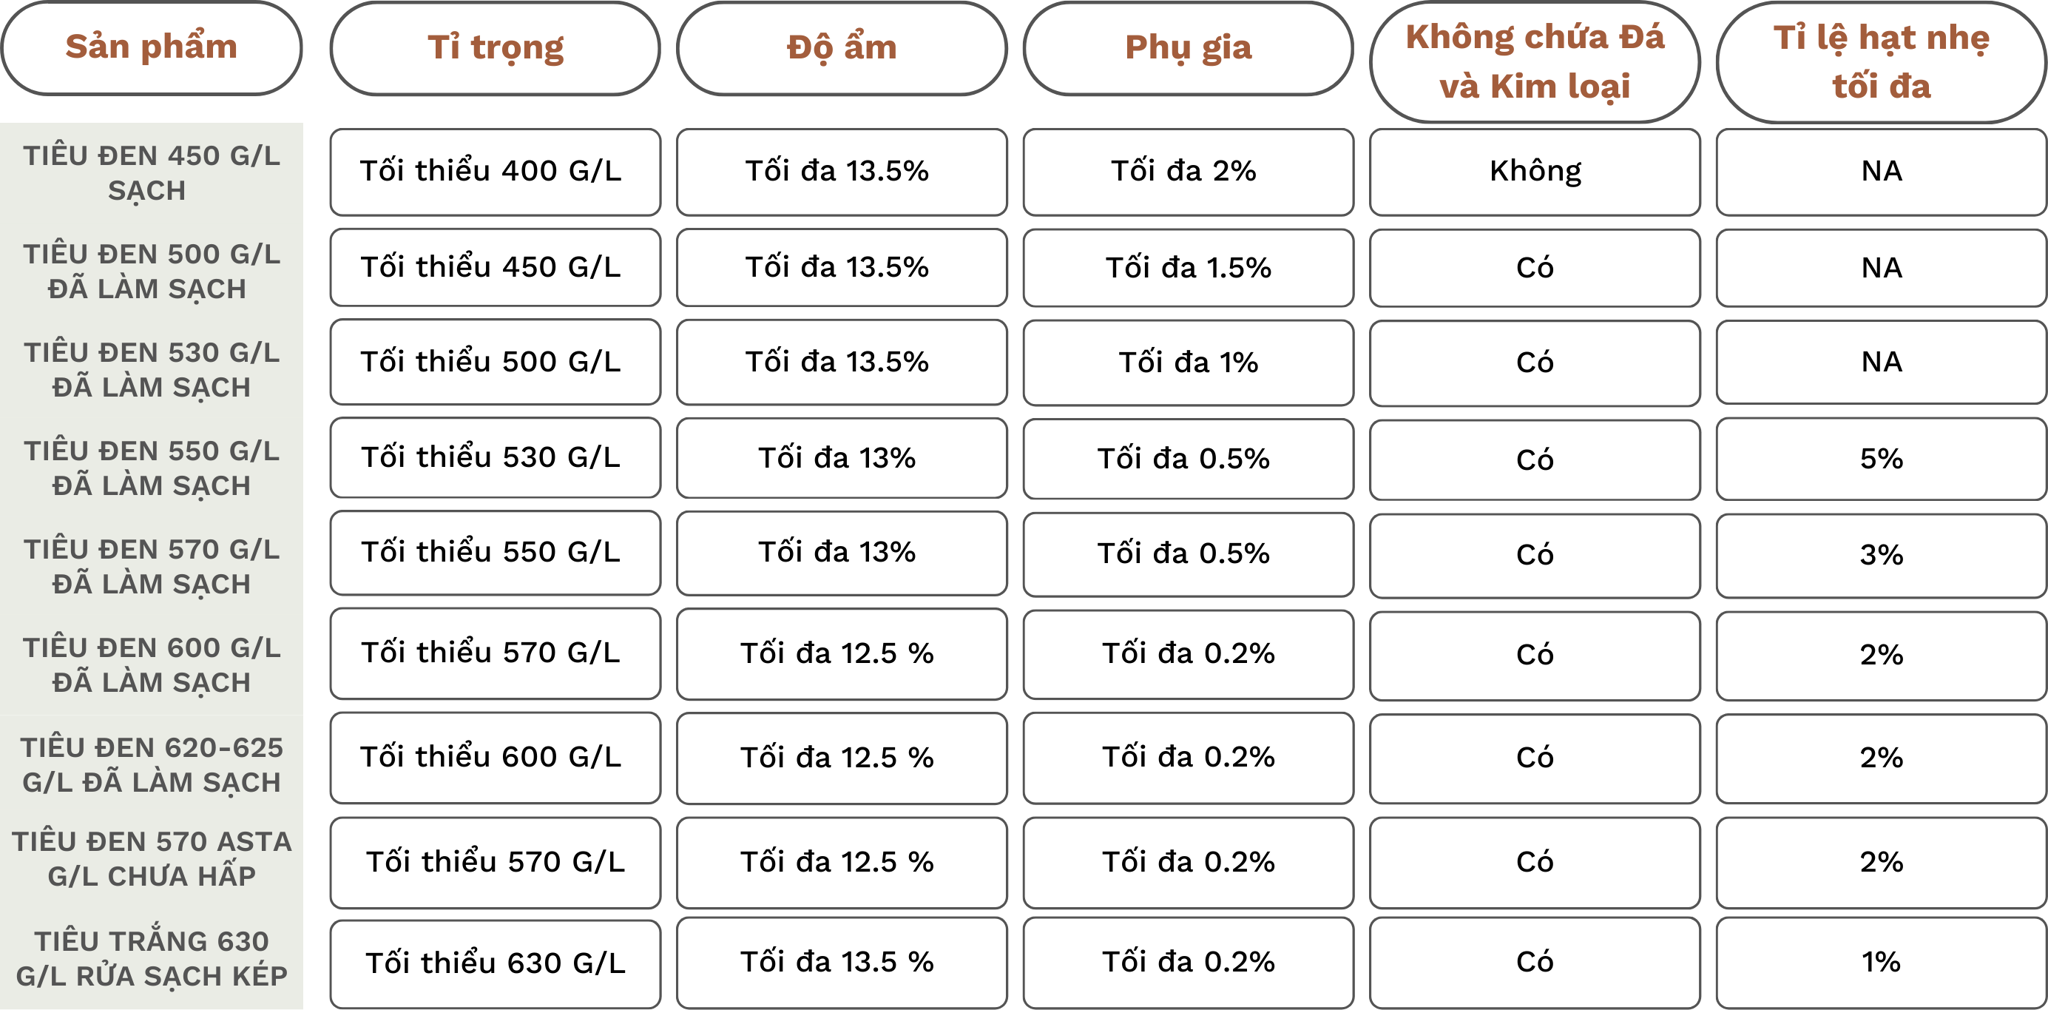 Sản phẩm
Tỉ trọng
Độ ẩm
Phụ gia
Không chứa Đá
và Kim loại
Tỉ lệ hạt nhẹ
tối đa
TIÊU ĐEN 450 G/L
SẠCH
Tối thiểu 400 G/L
Tối đa 13.5%
Tối đa 2%
Không
NA
TIÊU ĐEN 500 G/L
ĐÃ LÀM SẠCH
Tối thiểu 450 G/L
Tối đa 13.5%
Tối đa 1.5%
Có
NA
TIÊU ĐEN 530 G/L
ĐÃ LÀM SẠCH
Tối thiểu 500 G/L
Tối đa 13.5%
Tối đa 1%
Có
NA
TIÊU ĐEN 550 G/L
ĐÃ LÀM SẠCH
Tối thiểu 530 G/L
Tối đa 13%
Tối đa 0.5%
Có
5%
TIÊU ĐEN 570 G/L
ĐÃ LÀM SẠCH
Tối thiểu 550 G/L
Tối đa 13%
Tối đa 0.5%
Có
3%
TIÊU ĐEN 600 G/L
ĐÃ LÀM SẠCH
Tối thiểu 570 G/L
Tối đa 12.5 %
Tối đa 0.2%
Có
2%
TIÊU ĐEN 620-625
G/L ĐÃ LÀM SẠCH
Tối thiểu 600 G/L
Tối đa 12.5 %
Tối đa 0.2%
Có
2%
TIÊU ĐEN 570 ASTA
G/L CHƯA HẤP
Tối thiểu 570 G/L
Tối đa 12.5 %
Tối đa 0.2%
Có
2%
TIÊU TRẮNG 630
G/L RỬA SẠCH KÉP
Tối thiểu 630 G/L
Tối đa 13.5 %
Tối đa 0.2%
Có
1%